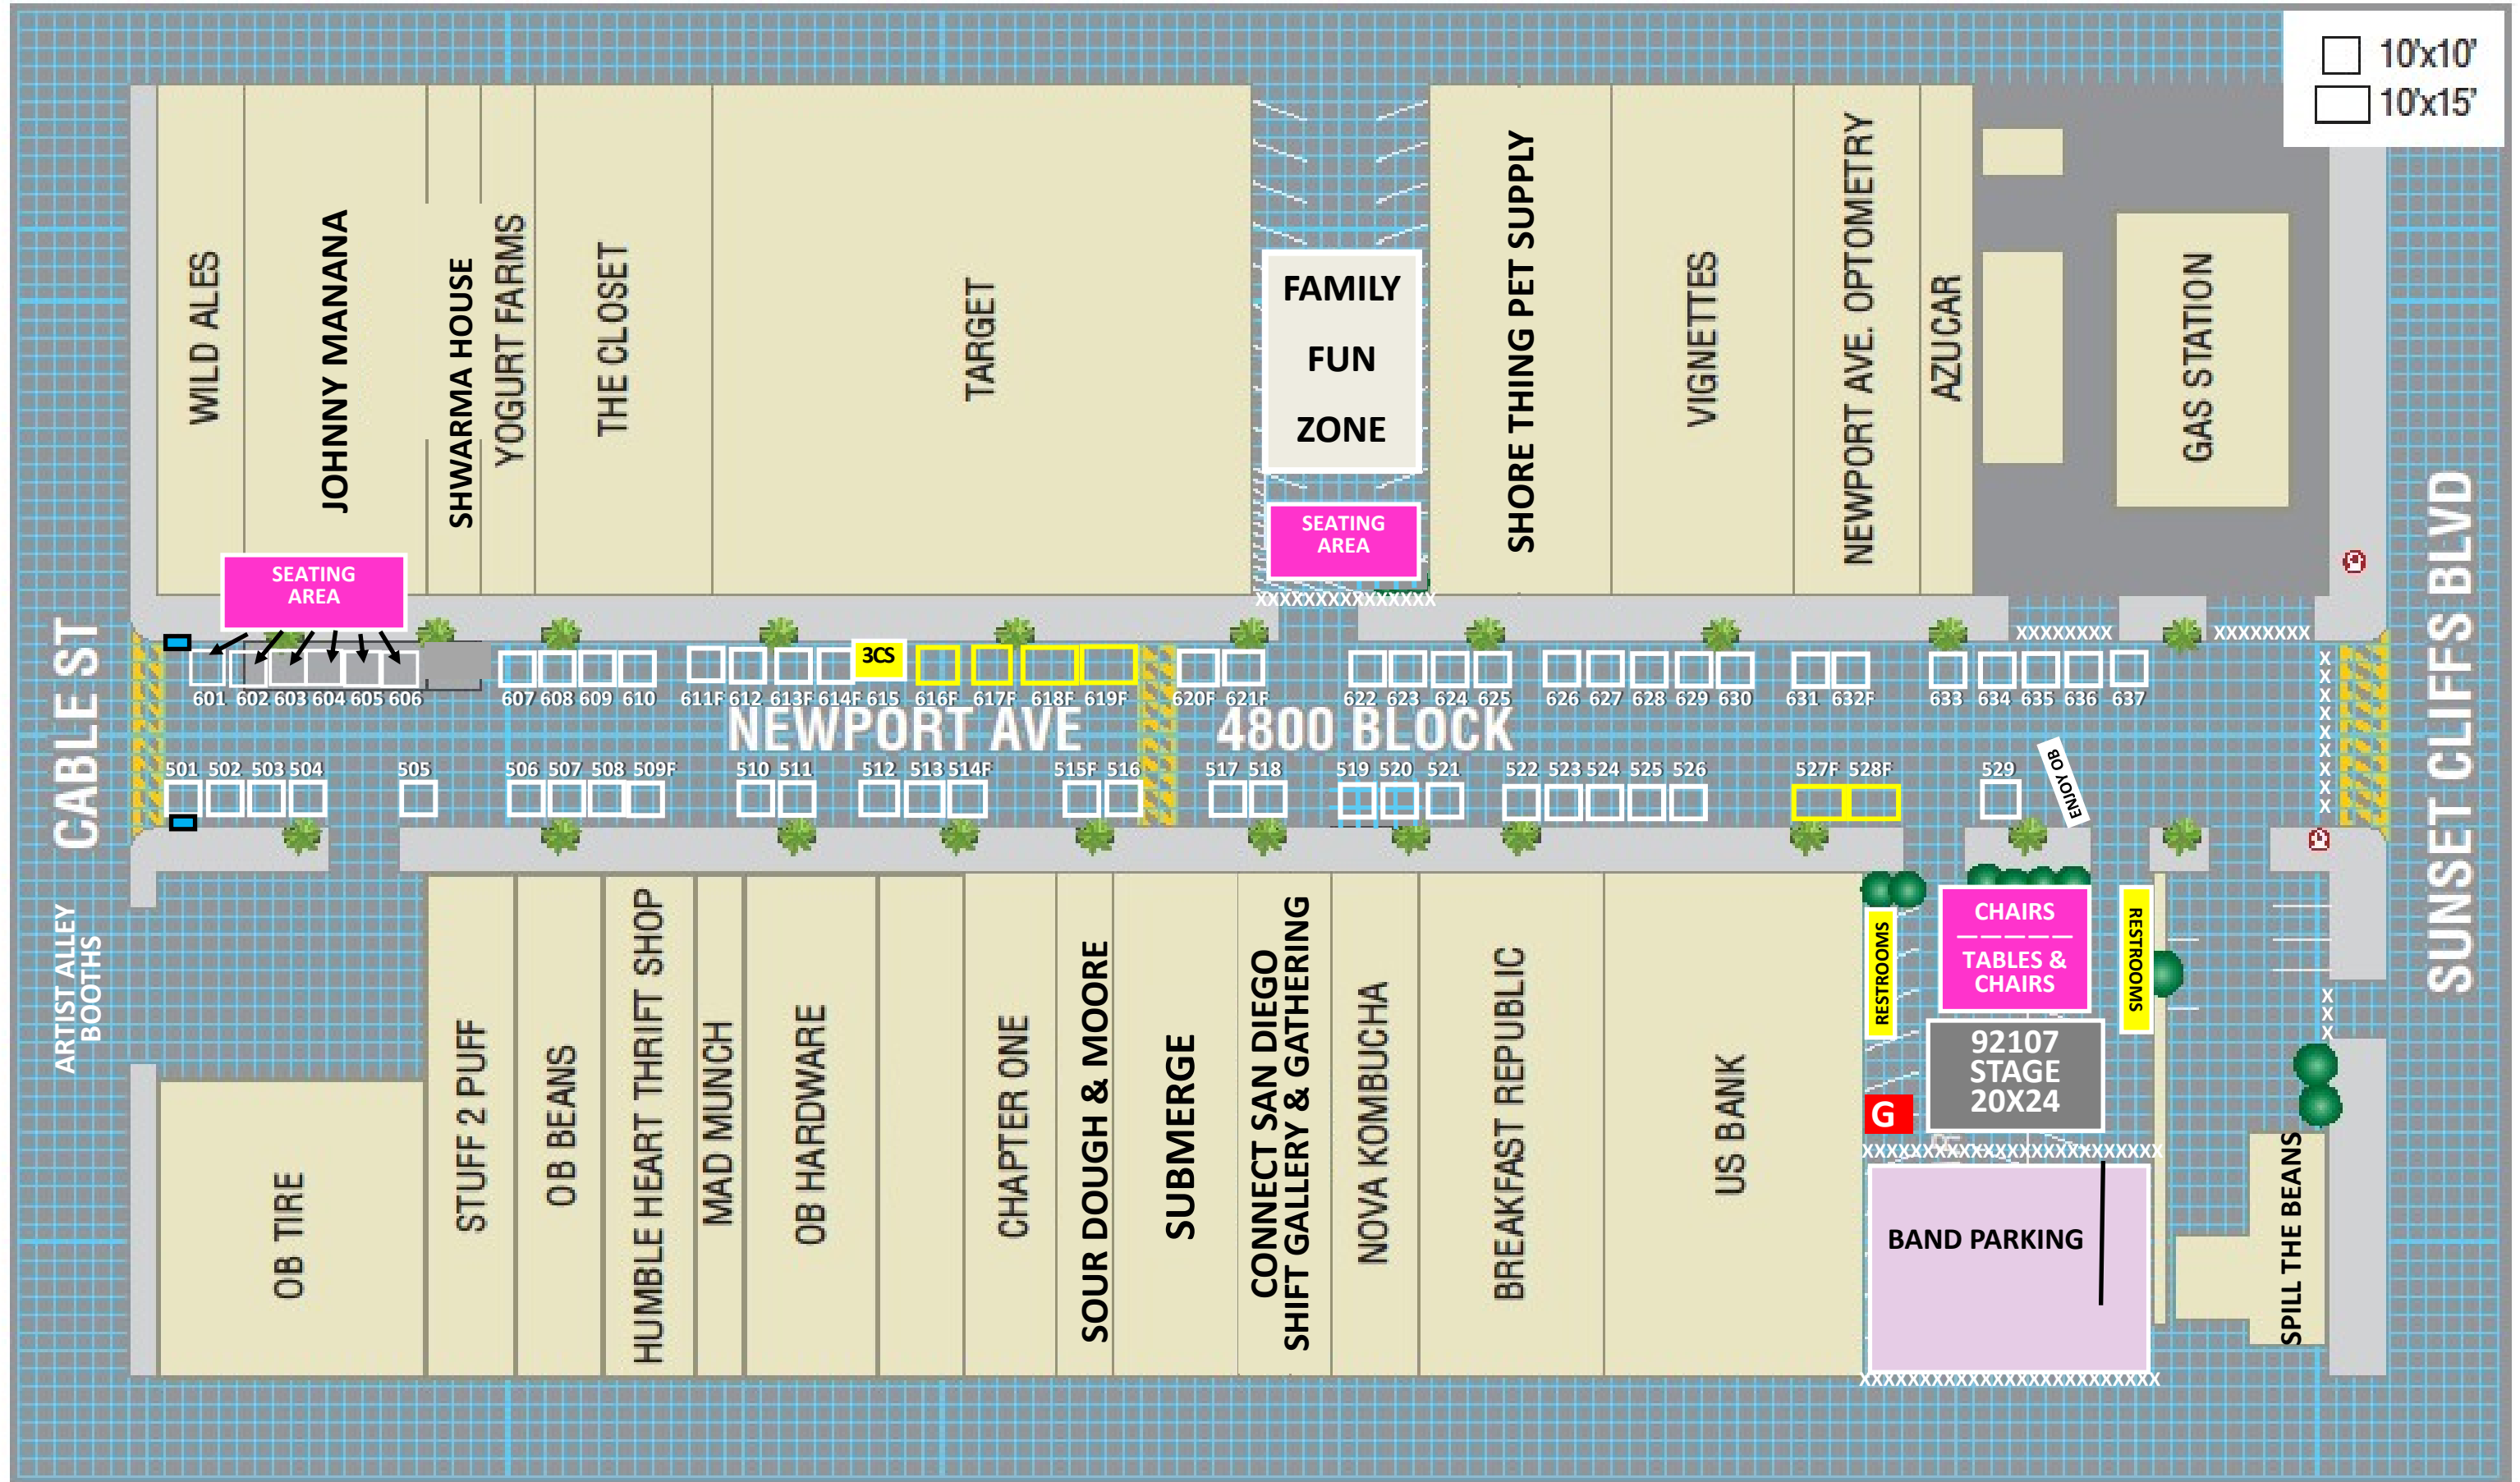 10'x10'
10'x15'
WILD ALES
JOHNNY MANANA
SHWARMA HOUSE
YOGURT FARMS
THE CLOSET
TARGET
FAMILY
FUN
ZONE
SHORE THING PET SUPPLY
VIGNETTES
NEWPORT AVE. OPTOMETRY
AZUCAR
GAS STATION
SEATING
AREA
SEATING
AREA
XXXXXXXXXXXXXXX
XXXXXXXX
XXXXXXXX
3CS
601 602 603 604 605 606 607 608 609 610 611F 612 613F 614F 615 616F 617F 618F 619F 620F 621F 622 623 624 625 626 627 628 629 630 631 632F 633 634 635 636 637
CABLE ST
NEWPORT AVE 4800 BLOCK
SUNSET CLIFFS BLVD
501 502 503 504 505 506 507 508 509F 510 511 512 513 514F 515F 516 517 518 519 520 521 522 523 524 525 526 527F 528F 529
ENJOY OB
X
X
X
X
X
X
X
X
X
ARTIST ALLEY
BOOTHS
OB TIRE
STUFF 2 PUFF
OB BEANS
HUMBLE HEART THRIFT SHOP
MAD MUNCH
OB HARDWARE
CHAPTER ONE
SOUR DOUGH & MOORE
SUBMERGE
CONNECT SAN DIEGO
SHIFT GALLERY & GATHERING
NOVA KOMBUCHA
BREAKFAST REPUBLIC
US BANK
RESTROOMS
CHAIRS
TABLES &
CHAIRS
RESTROOMS
92107
STAGE
20X24
G
X
X
X
XXXXXXXXXXXXXXXXXXXXXXXX
BAND PARKING
SPILL THE BEANS
XXXXXXXXXXXXXXXXXXXXXXXX